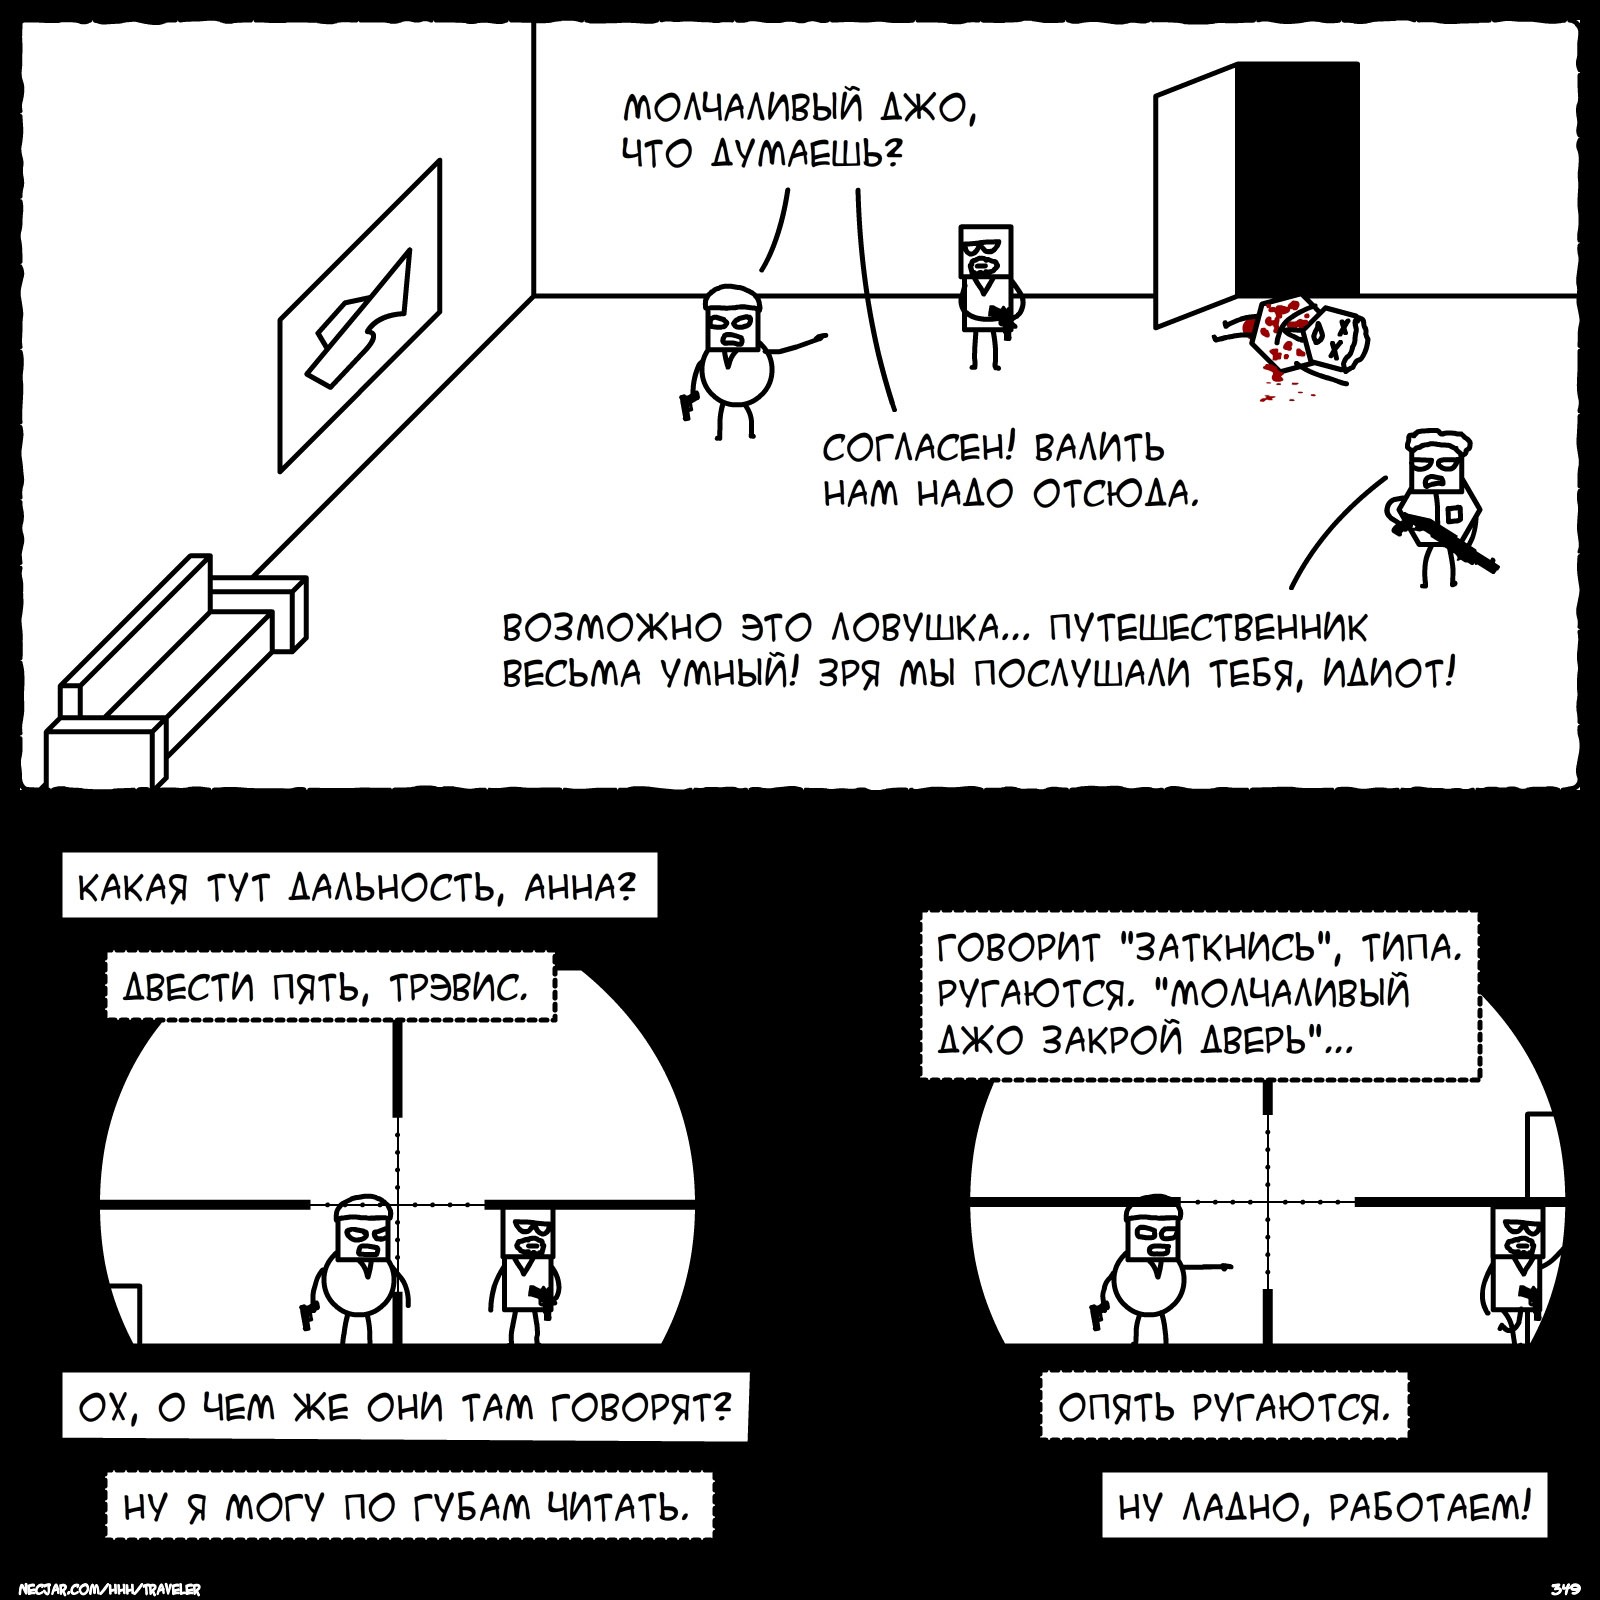 МОЛЧАЛИВЫЙ ДЖО,
ЧТО ДУМАЕШЬ?
СОГЛАСЕН! ВАЛИТЬ
НАМ НАДО ОТСЮДА.
ВОЗМОЖНО ЭТО ЛОВУШКА... ПУТЕШЕСТВЕННИК
ВЕСЬМА УМНЫЙ! ЗРЯ МЫ ПОСЛУШАЛИ ТЕБЯ, ИДИОТ!
КАКАЯ ТУТ ДАЛЬНОСТЬ, АННА?
ДВЕСТИ ПЯТЬ, ТРЭВИС.
ОХ, О ЧЕМ ЖЕ ОНИ ТАМ ГОВОРЯТ?
НУ Я МОГУ ПО ГУБАМ ЧИТАТЬ.
ГОВОРИТ "ЗАТКНИСЬ", ТИПА.
РУГАЮТСЯ. "МОЛЧАЛИВЫЙ
ДЖО ЗАКРОЙ ДВЕРЬ"...
ОПЯТЬ РУГАЮТСЯ.
НУ ЛАДНО, РАБОТАЕМ!
NECJAR.COM/HHH/TRAVELER
349